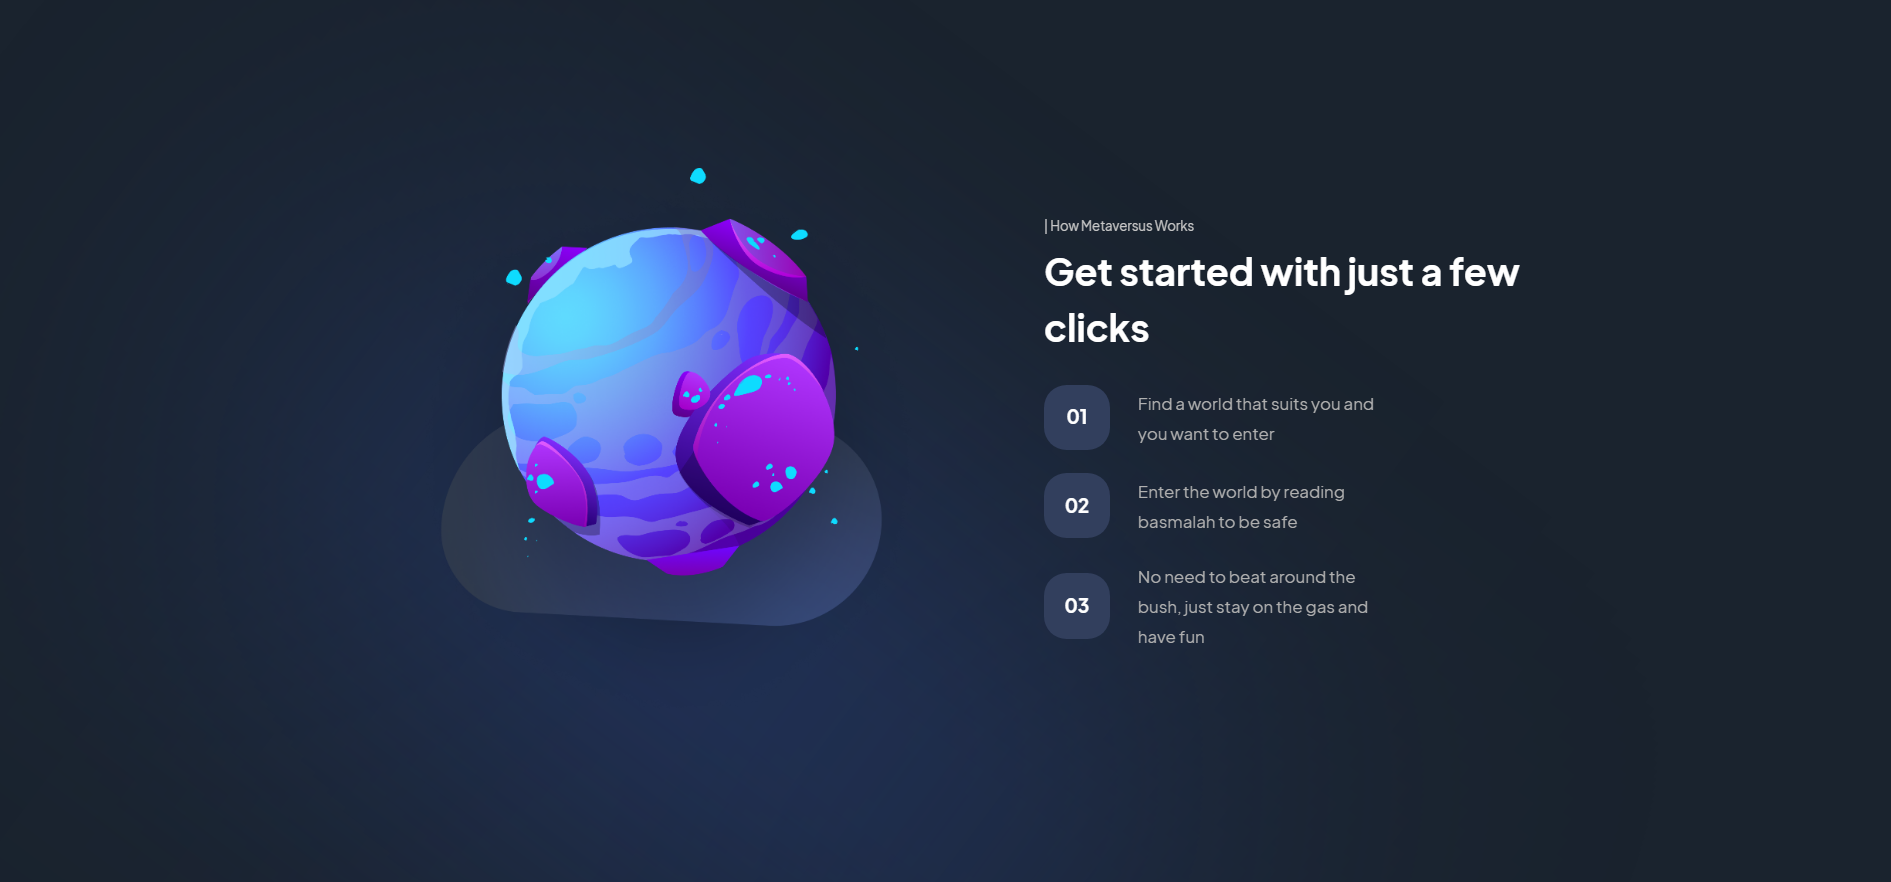 | How Metaversus Works
Get started with just a few
clicks
01
Find a world that suits you and
you want to enter
02
Enter the world by reading
basmalah to be safe
03
No need to beat around the
bush, just stay on the gas and
have fun